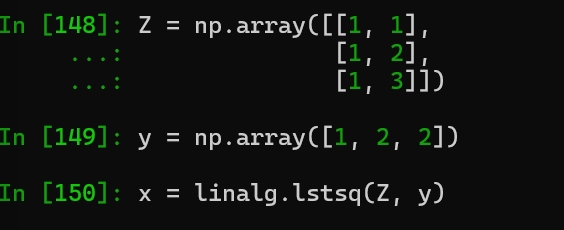 In [148]: Z = np.array([[1, 1],
     ...:               [1, 2],
     ...:               [1, 3]])
In [149]: y = np.array([1, 2, 2])
In [150]: x = linalg.lstsq(Z, y)